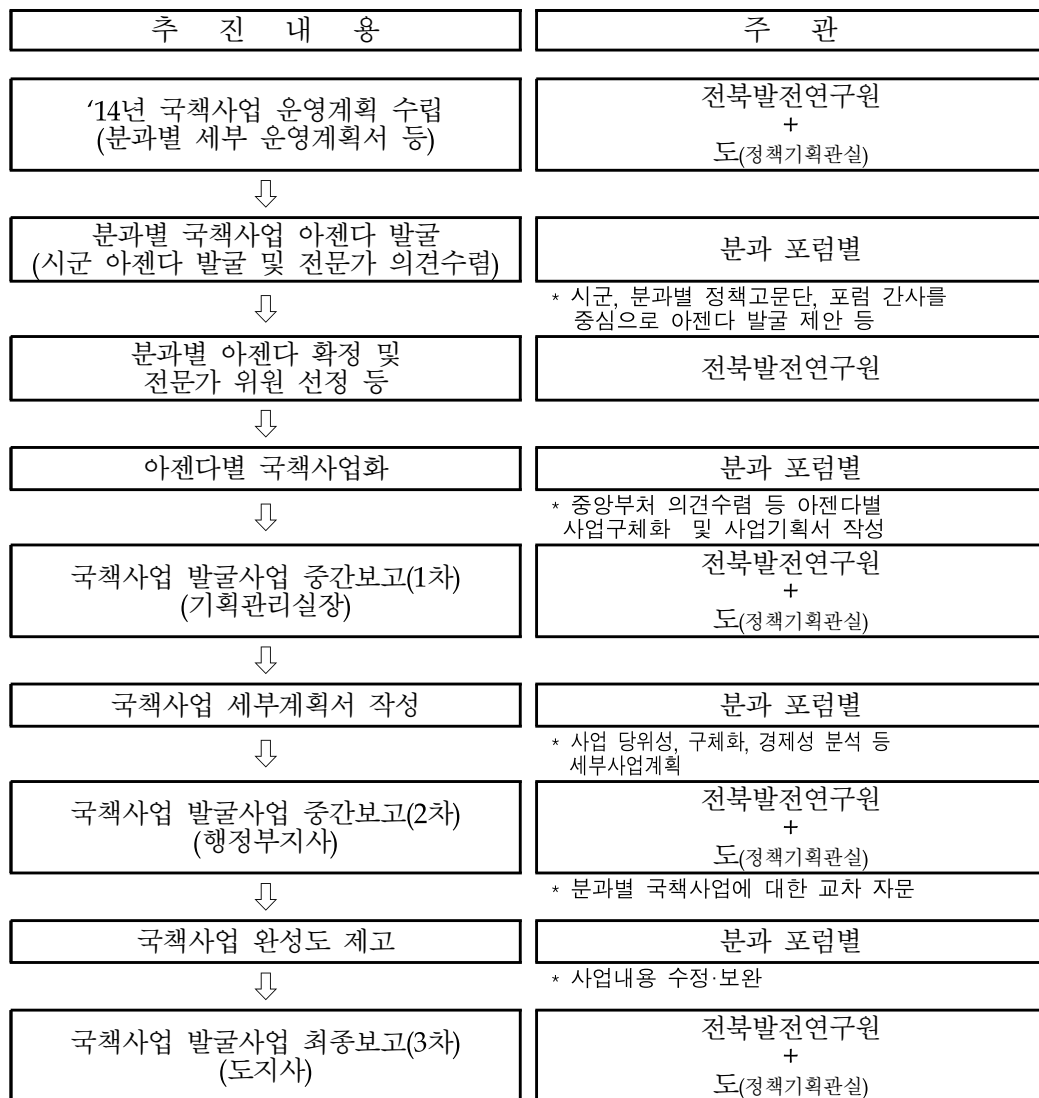 추 진 내 용
주 관
‘14년 국책사업 운영계획 수립
(분과별 세부 운영계획서 등)
전북발전연구원
+
도(정책기획관실)
⇩
분과별 국책사업 아젠다 발굴
(시군 아젠다 발굴 및 전문가 의견수렴)
분과 포럼별
⇩
* 시군, 분과별 정책고문단, 포럼 간사를
중심으로 아젠다 발굴 제안 등
분과별 아젠다 확정 및
전문가 위원 선정 등
전북발전연구원
⇩
아젠다별 국책사업화
분과 포럼별
⇩
* 중앙부처 의견수렴 등 아젠다별
사업구체화 및 사업기획서 작성
국책사업 발굴사업 중간보고(1차)
(기획관리실장)
전북발전연구원
+
도(정책기획관실)
⇩
국책사업 세부계획서 작성
분과 포럼별
⇩
* 사업 당위성, 구체화, 경제성 분석 등
세부사업계획
국책사업 발굴사업 중간보고(2차)
(행정부지사)
전북발전연구원
+
도(정책기획관실)
⇩
* 분과별 국책사업에 대한 교차 자문
국책사업 완성도 제고
분과 포럼별
⇩
* 사업내용 수정·보완
국책사업 발굴사업 최종보고(3차)
(도지사)
전북발전연구원
+
도(정책기획관실)